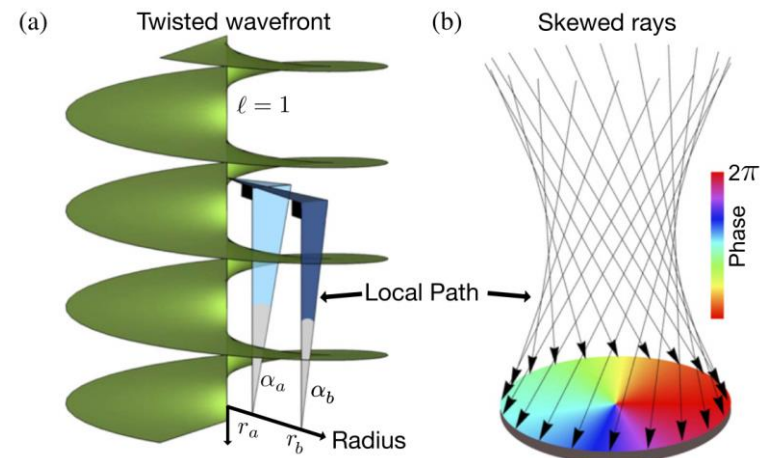 (a)
Twisted wavefront
(b)
Skewed rays
ℓ = 1
2π
Phase
Local Path
α_a
α_b
r_a
r_b
Radius